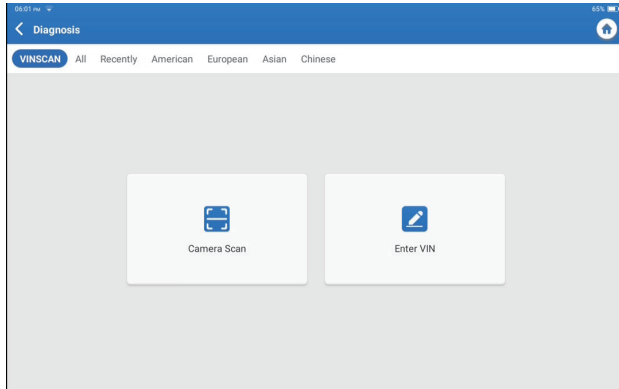 06:01 PM 65%
Diagnosis
VINSCAN All Recently American European Asian Chinese
Camera Scan Enter VIN